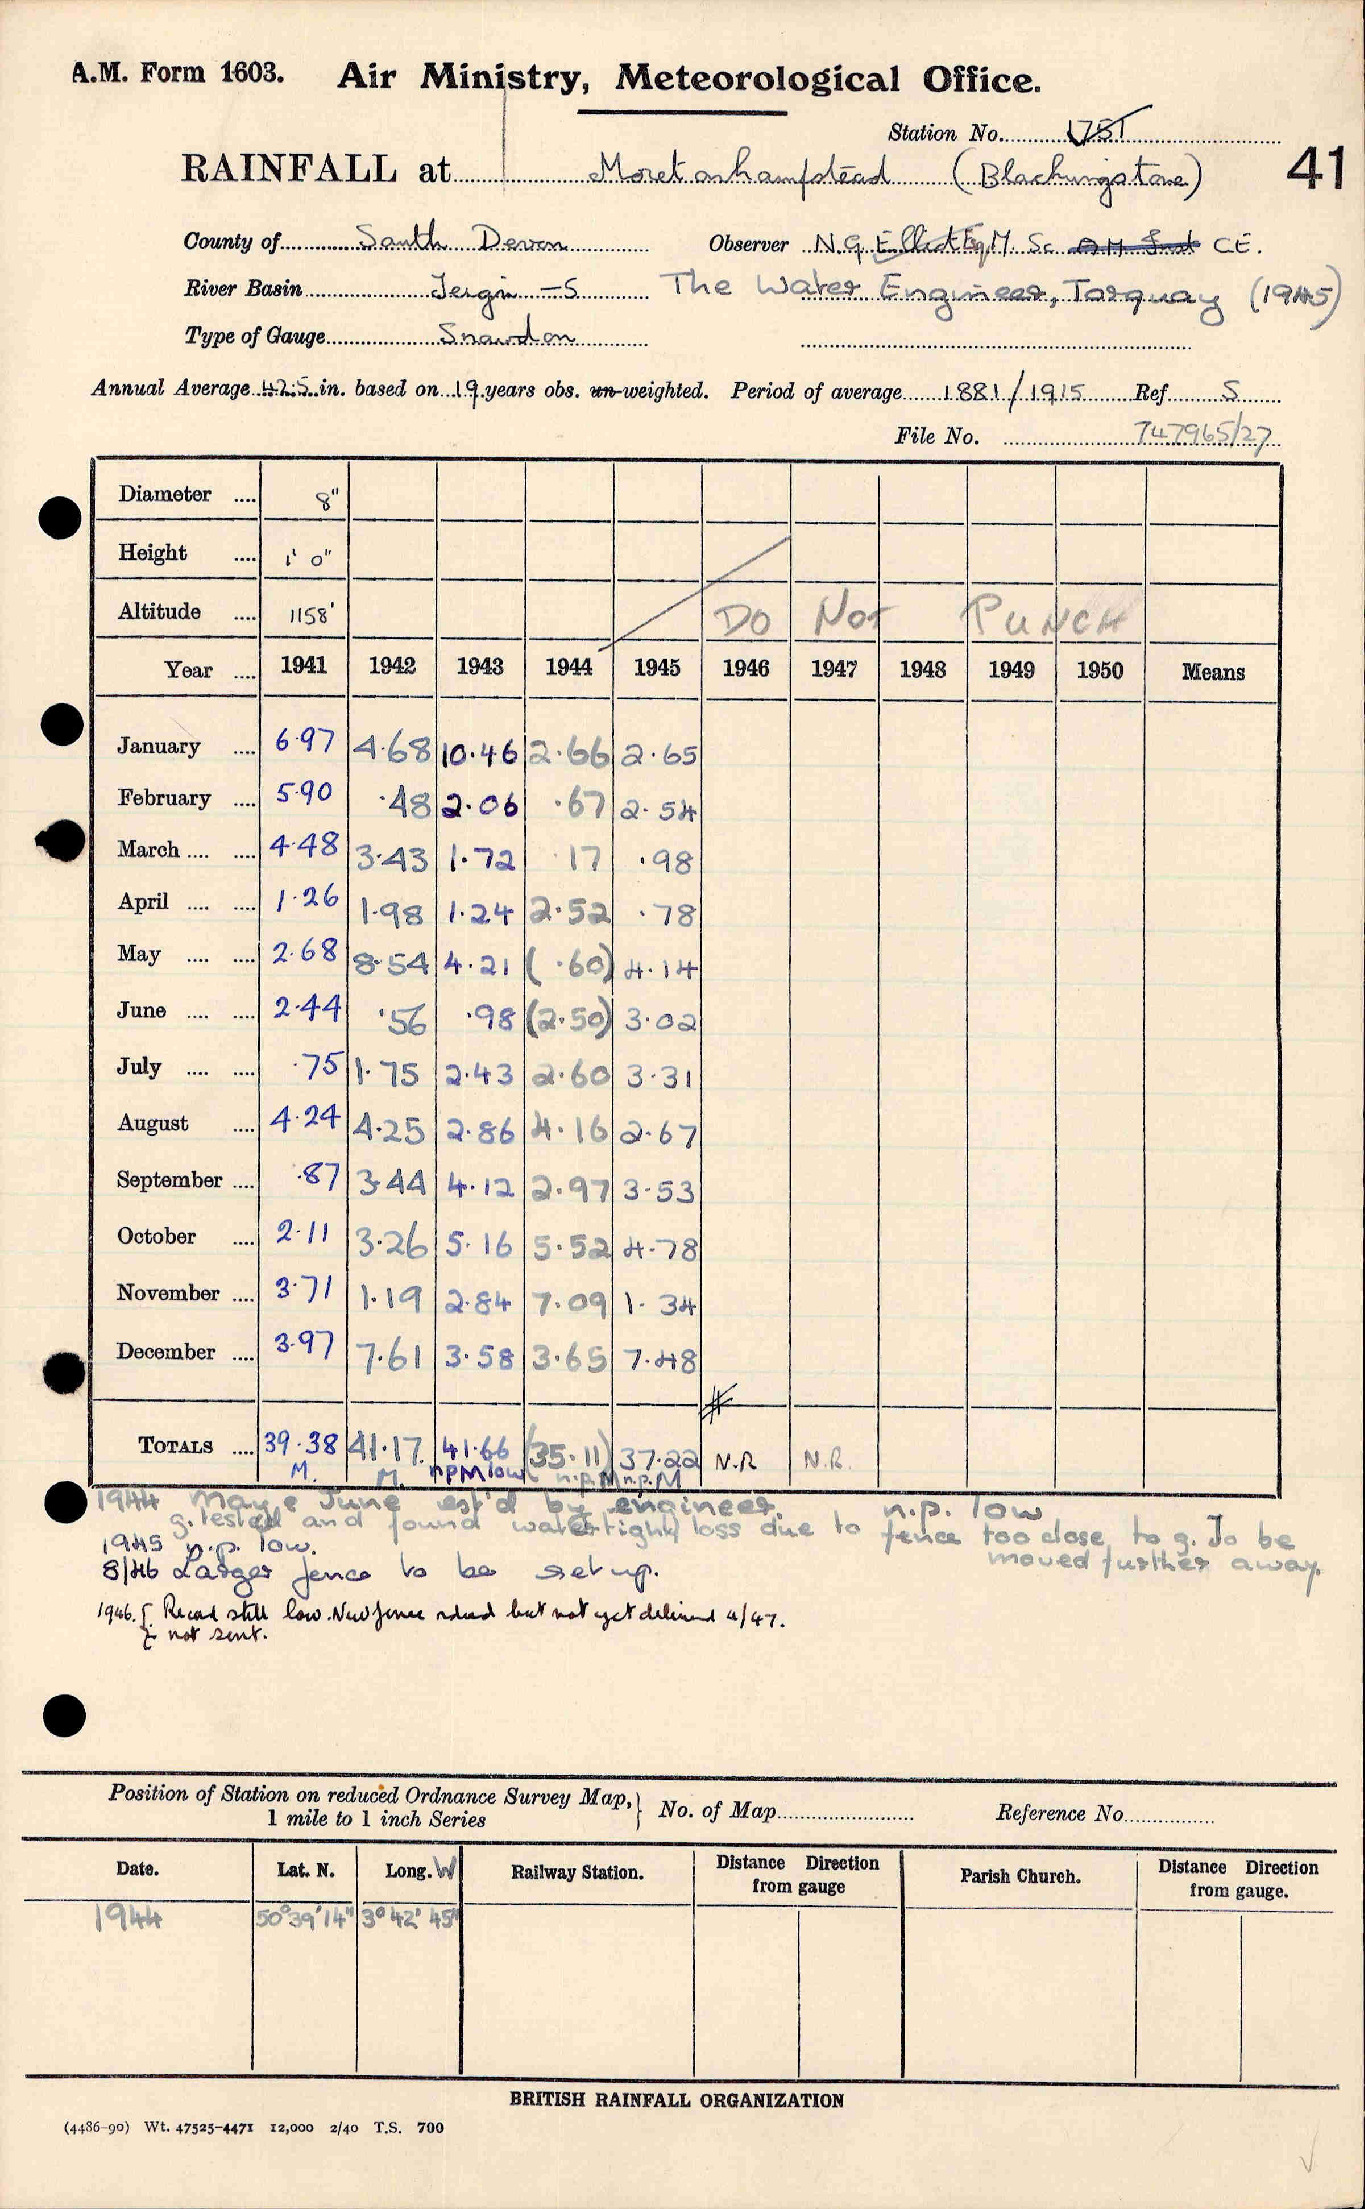 A.M. Form 1603. Air Ministry, Meteorological Office.
Station No. 1751
41
RAINFALL at Moretonhampstead (Blackingstone)
County of South Devon Observer N.G. Elliot Esq, M. Sc. A.M. Inst C.E.
River Basin Teign - S The Water Engineer, Torquay (1945)
Type of Gauge Snowdon
Annual Average 42.5 in. based on 19 years obs. un-weighted. Period of average 1881/1915 Ref S
File No. 747965/27
Diameter .... 8"
Height .... 1' 0"
Altitude .... 1158' DO NOT PUNCH
Year .... 1941 1942 1943 1944 1945 1946 1947 1948 1949 1950 Means
January .... 6.97 4.68 10.46 2.66 2.65
February .... 5.90 .48 2.06 .67 2.54
March .... .... 4.48 3.43 1.72 .17 .98
April .... .... 1.26 1.98 1.24 2.52 .78
May .... .... 2.68 8.54 4.21 ( .60) 4.14
June .... .... 2.44 .56 .98 (2.50) 3.02
July .... .... .75 1.75 2.43 2.60 3.31
August .... 4.24 4.25 2.86 4.16 2.67
September .... .87 3.44 4.12 2.97 3.53
October .... 2.11 3.26 5.16 5.52 4.78
November .... 3.71 1.19 2.84 7.09 1.34
December .... 3.97 7.61 3.58 3.65 7.48
TOTALS .... 39.38 41.17 41.66 (35.11) 37.22 N.R N.R.
M. M. npM low n.p.M n.p.M
1944 May & June est'd by engineer. n.p. low
g. tested and found watertight loss due to fence too close to g. To be
moved further away.
1945 n.p. low.
8/46 Larger fence to be set up.
1946. { Record still low. New fence but not yet delivered 4/47.
not sent.
Position of Station on reduced Ordnance Survey Map, } No. of Map Reference No.
1 mile to 1 inch Series
Date. Lat. N. Long. W Railway Station. Distance Direction from gauge Parish Church. Distance Direction from gauge.
1944 50°39'14" 3°42'45"
BRITISH RAINFALL ORGANIZATION
(4486-90) Wt. 47525-4471 12,000 2/40 T.S. 700